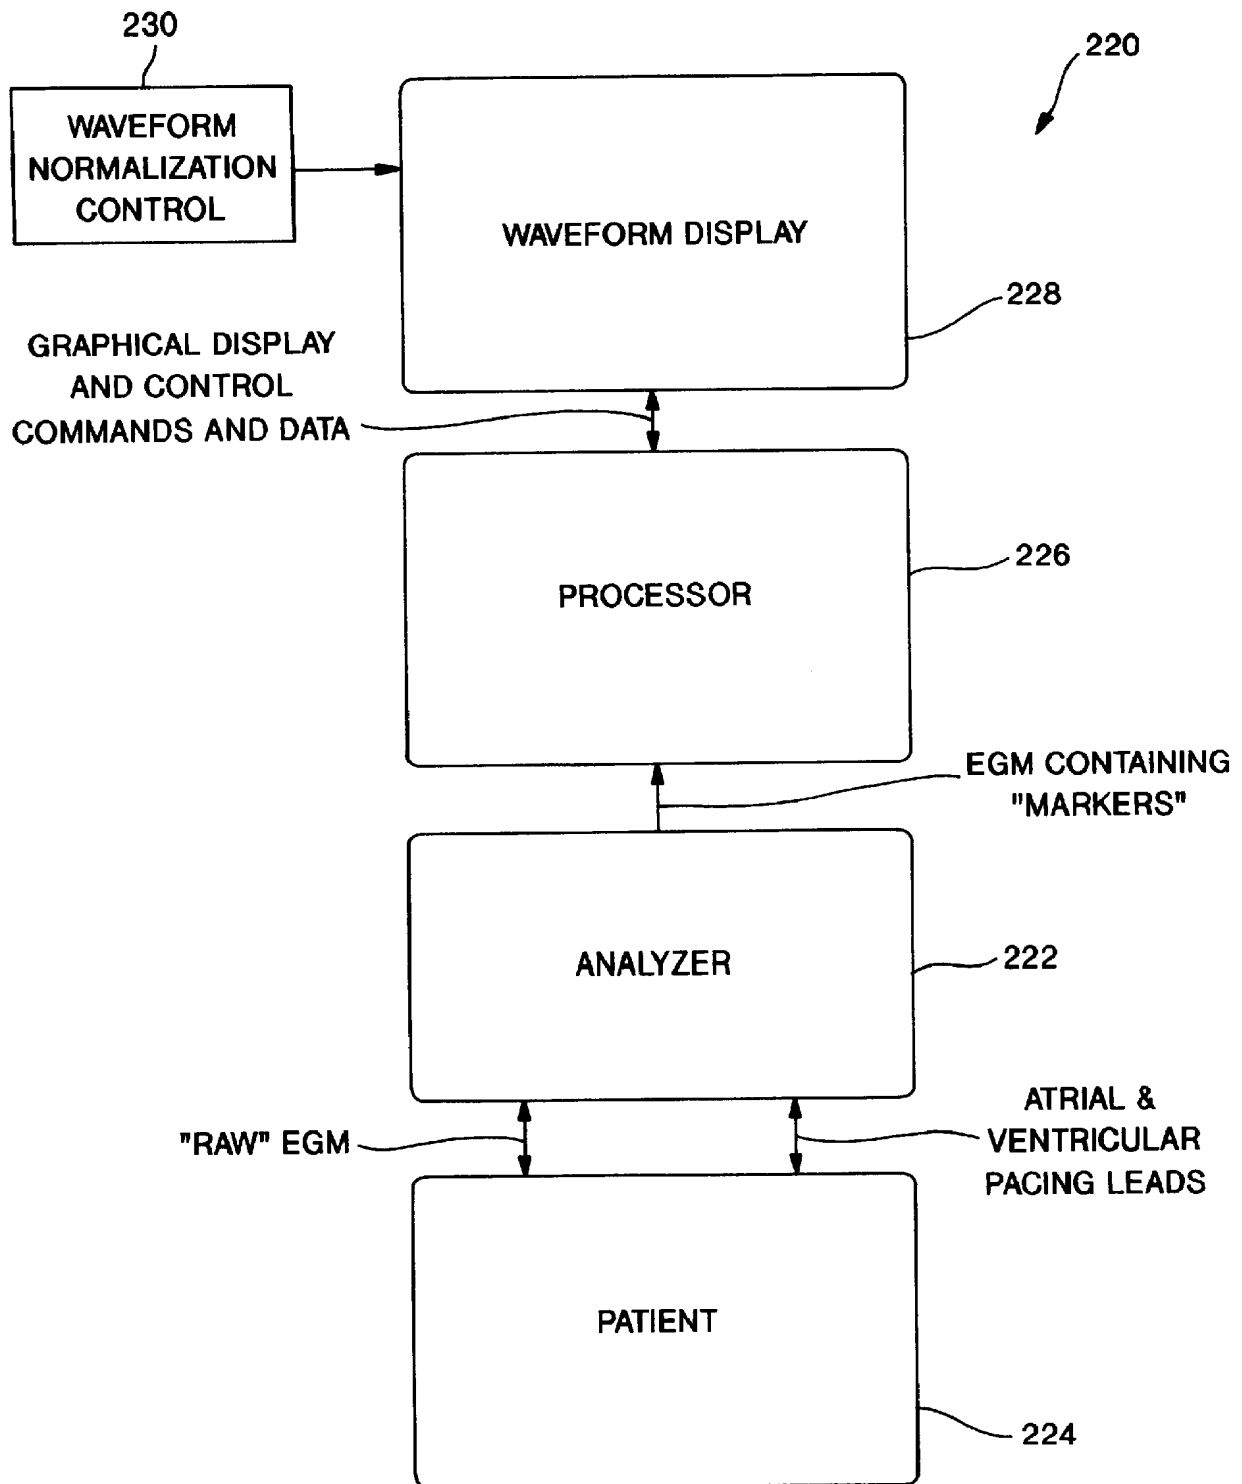 230
220
WAVEFORM
NORMALIZATION
CONTROL
WAVEFORM DISPLAY
228
GRAPHICAL DISPLAY
AND CONTROL
COMMANDS AND DATA
PROCESSOR
226
EGM CONTAINING
"MARKERS"
ANALYZER
222
"RAW" EGM
ATRIAL &
VENTRICULAR
PACING LEADS
PATIENT
224